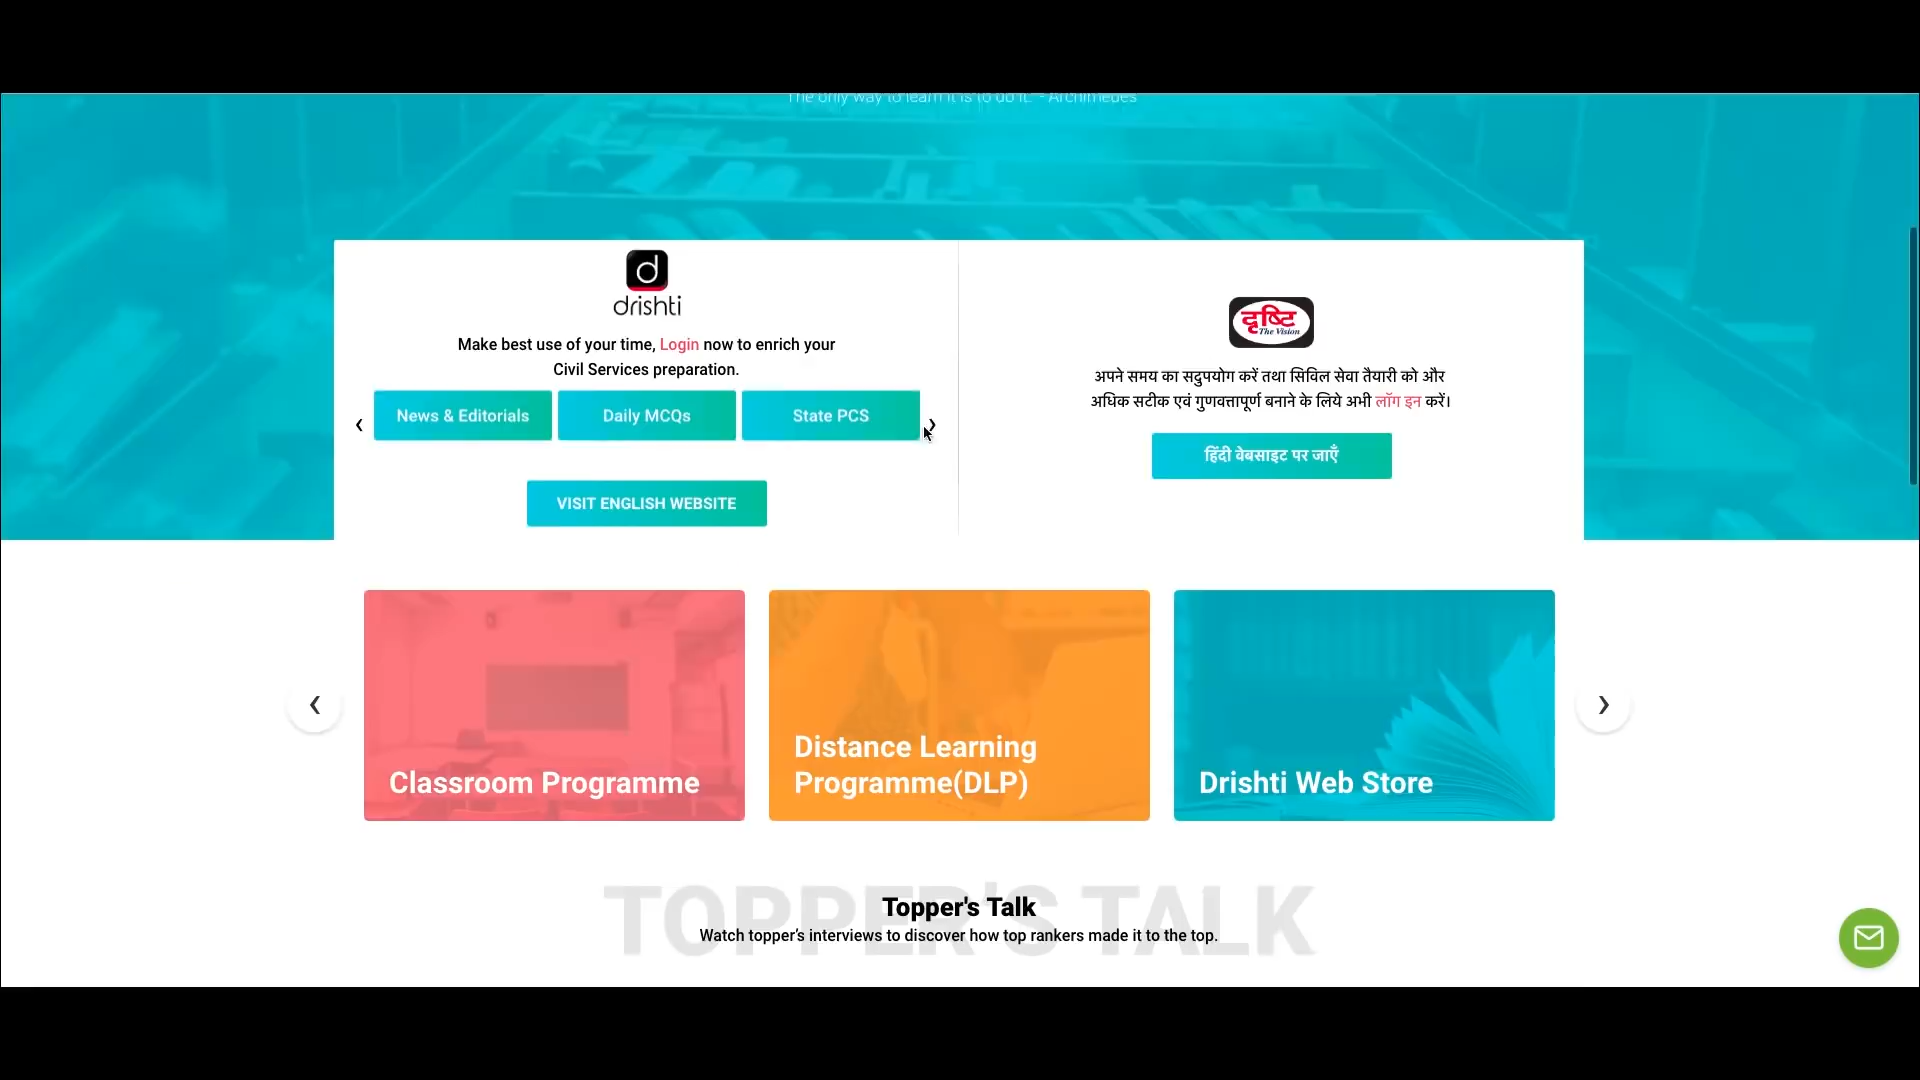 "The only way to learn it is to do it." - Archimedes
d
drishti
Make best use of your time, Login now to enrich your
Civil Services preparation.
News & Editorials
Daily MCQs
State PCS
VISIT ENGLISH WEBSITE
दृष्टि
The Vision
अपने समय का सदुपयोग करें तथा सिविल सेवा तैयारी को और
अधिक सटीक एवं गुणवत्तापूर्ण बनाने के लिये अभी लॉग इन करें।
हिंदी वेबसाइट पर जाएँ
Classroom Programme
Distance Learning
Programme(DLP)
Drishti Web Store
TOPPER'S TALK
Topper's Talk
Watch topper’s interviews to discover how top rankers made it to the top.